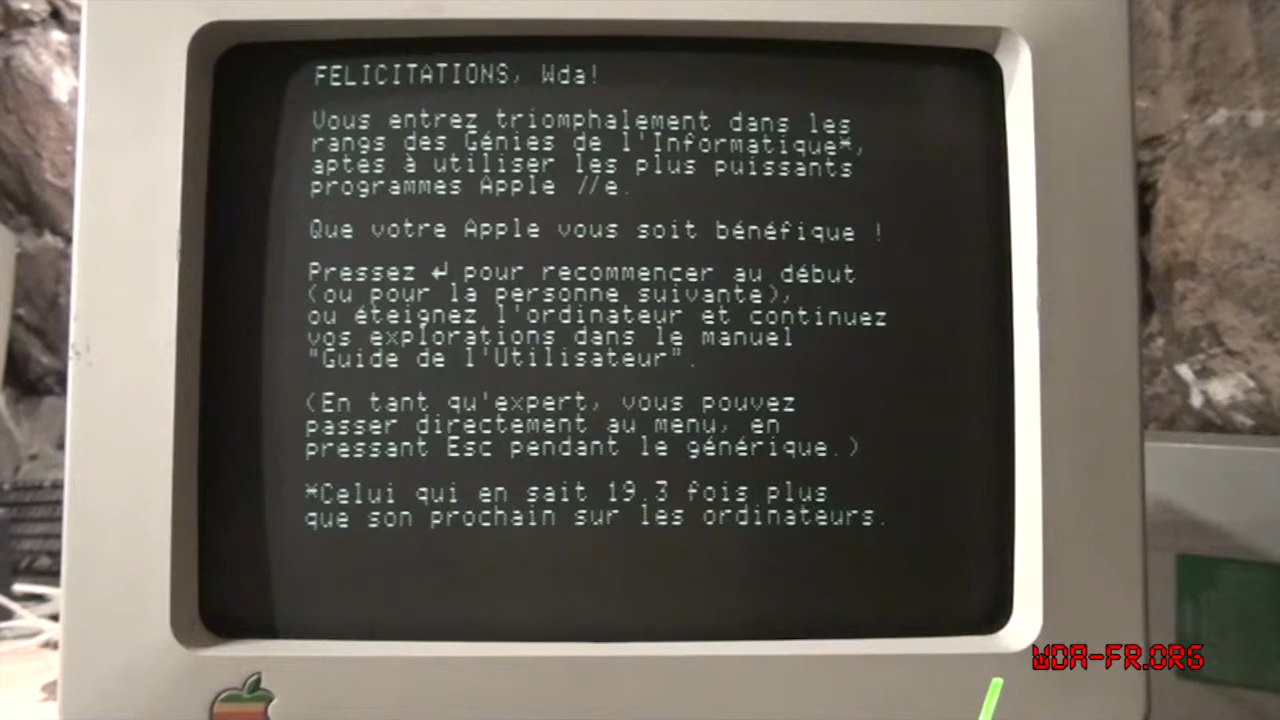 FELICITATIONS, Wda!
Vous entrez triomphalement dans les
rangs des Génies de l'Informatique*,
aptes à utiliser les plus puissants
programmes Apple //e.
Que votre Apple vous soit bénéfique !
Pressez ↵ pour recommencer au début
(ou pour la personne suivante),
ou éteignez l'ordinateur et continuez
vos explorations dans le manuel
"Guide de l'Utilisateur".
(En tant qu'expert, vous pouvez
passer directement au menu, en
pressant Esc pendant le générique.)
*Celui qui en sait 19.3 fois plus
que son prochain sur les ordinateurs.
WDA-FR.ORG